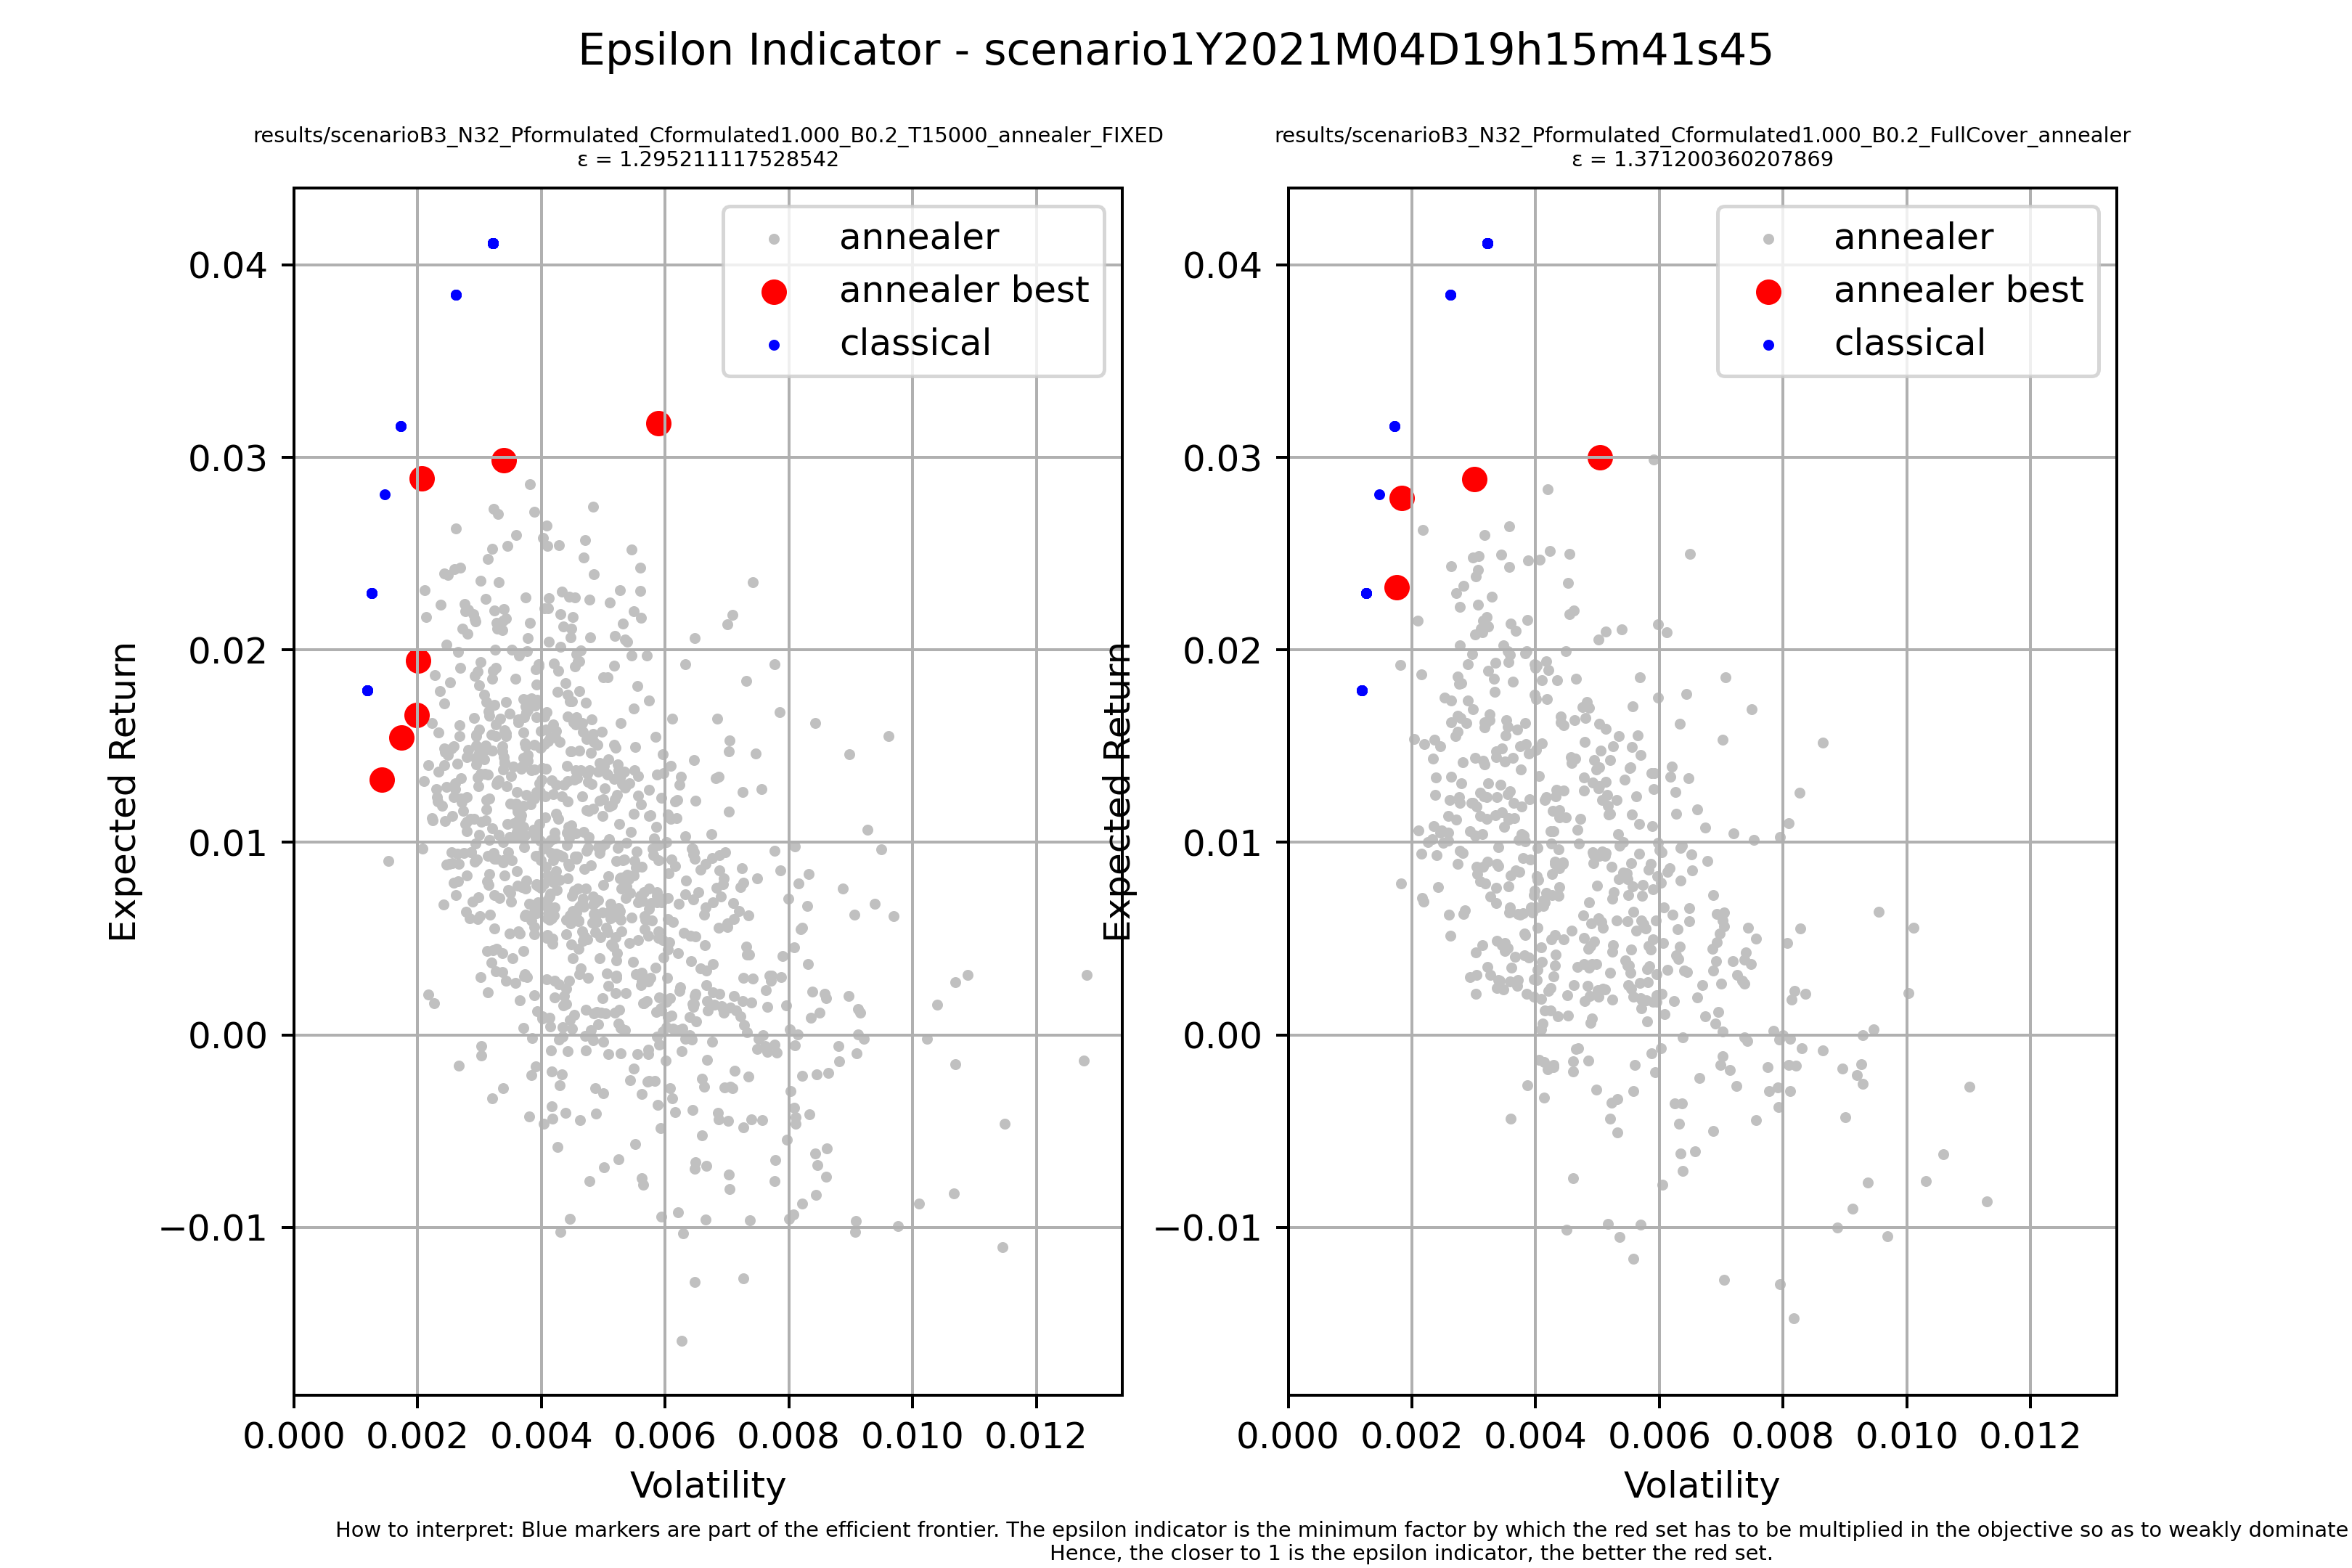 Epsilon Indicator - scenario1Y2021M04D19h15m41s45
results/scenarioB3_N32_Pformulated_Cformulated1.000_B0.2_T15000_annealer_FIXED
ε = 1.295211117528542
annealer
annealer best
classical
0.04
0.03
0.02
0.01
0.00
−0.01
Expected Return
0.000 0.002 0.004 0.006 0.008 0.010 0.012
Volatility
results/scenarioB3_N32_Pformulated_Cformulated1.000_B0.2_FullCover_annealer
ε = 1.371200360207869
annealer
annealer best
classical
0.04
0.03
0.02
0.01
0.00
−0.01
Expected Return
0.000 0.002 0.004 0.006 0.008 0.010 0.012
Volatility
How to interpret: Blue markers are part of the efficient frontier. The epsilon indicator is the minimum factor by which the red set has to be multiplied in the objective so as to weakly dominate
Hence, the closer to 1 is the epsilon indicator, the better the red set.